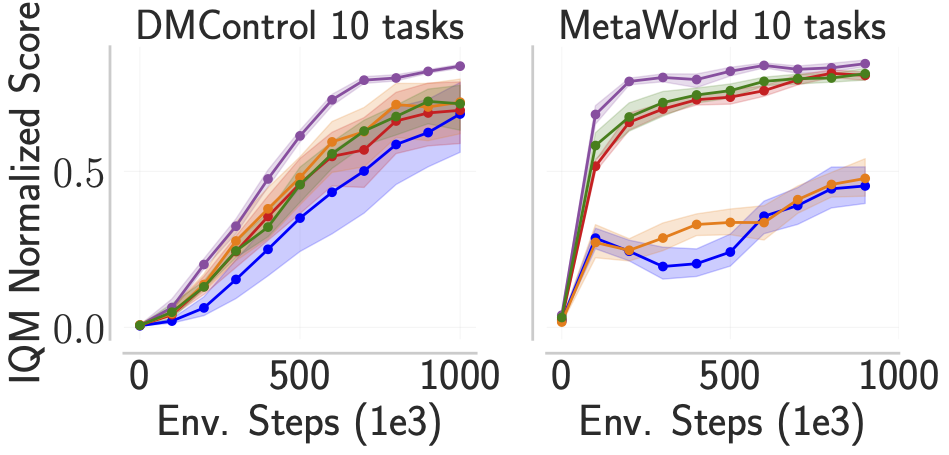 DMControl 10 tasks
MetaWorld 10 tasks
IQM Normalized Score
0.5
0.0
0
500
1000
0
500
1000
Env. Steps (1e3)
Env. Steps (1e3)